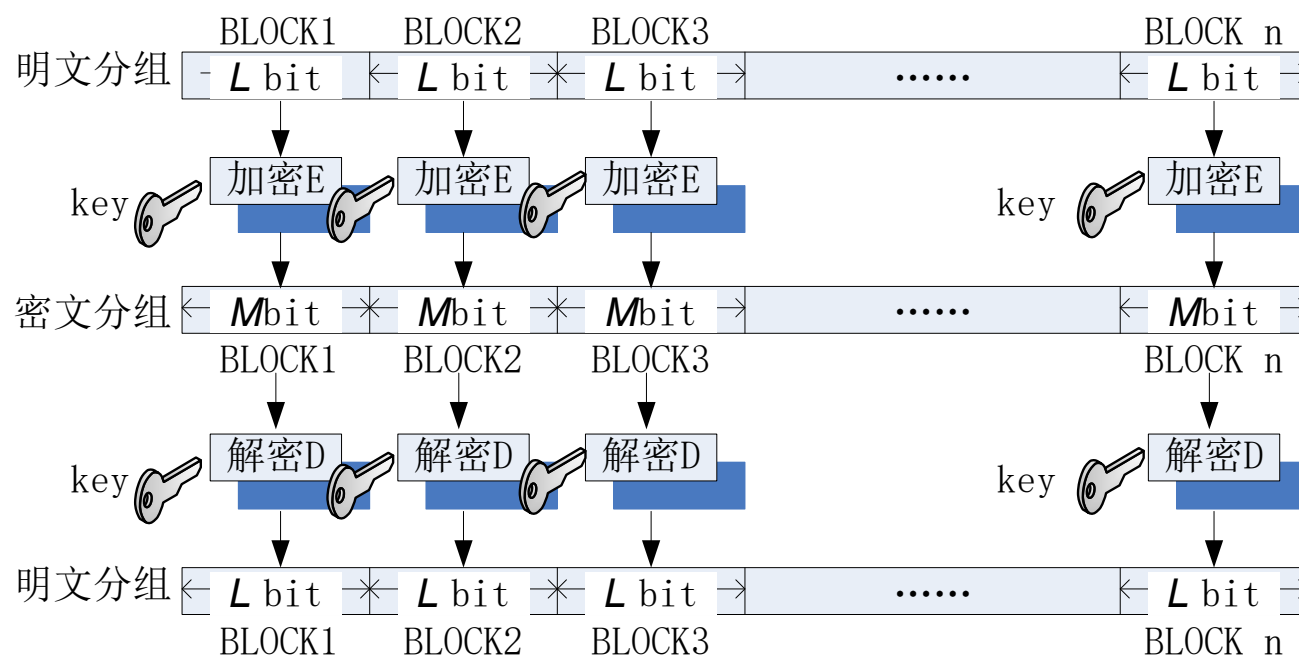 BLOCK1 BLOCK2 BLOCK3 BLOCK n
明文分组 L bit L bit L bit …… L bit
加密E 加密E 加密E 加密E
key key
密文分组 Mbit Mbit Mbit …… Mbit
BLOCK1 BLOCK2 BLOCK3 BLOCK n
解密D 解密D 解密D 解密D
key key
明文分组 L bit L bit L bit …… L bit
BLOCK1 BLOCK2 BLOCK3 BLOCK n